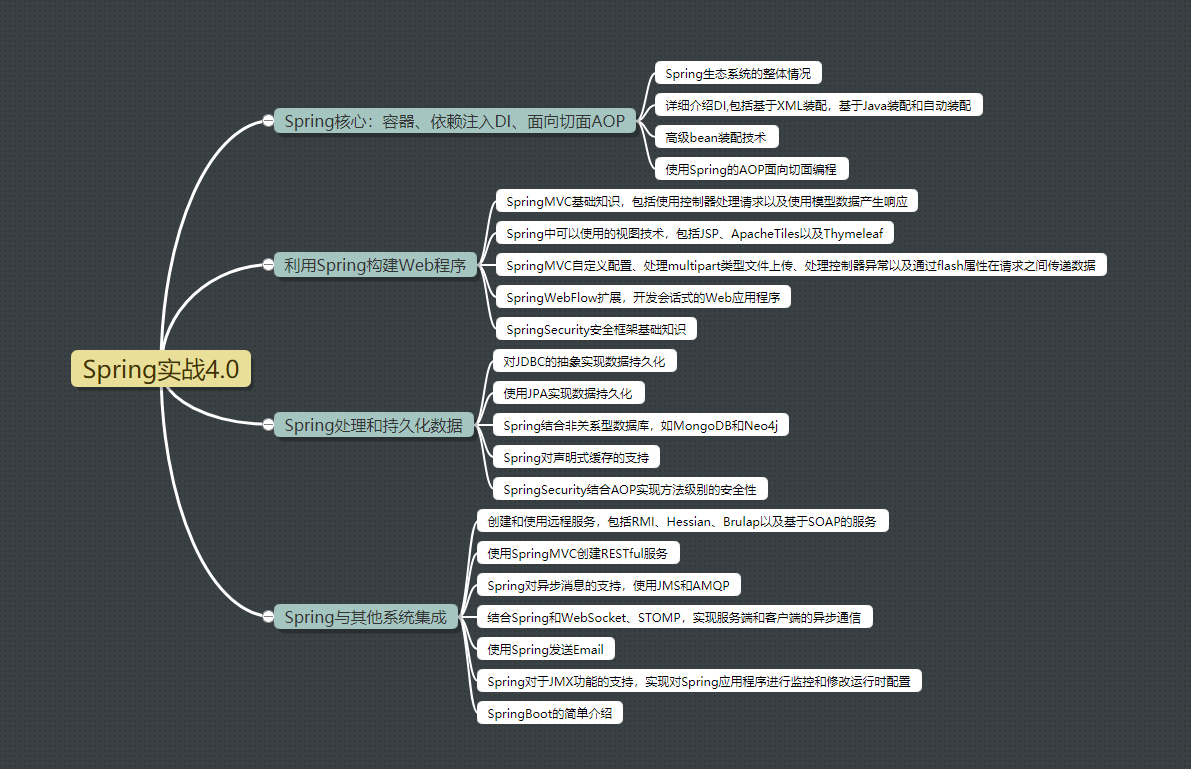 Spring实战4.0
Spring核心：容器、依赖注入DI、面向切面AOP
Spring生态系统的整体情况
详细介绍DI,包括基于XML装配，基于Java装配和自动装配
高级bean装配技术
使用Spring的AOP面向切面编程
利用Spring构建Web程序
SpringMVC基础知识，包括使用控制器处理请求以及使用模型数据产生响应
Spring中可以使用的视图技术，包括JSP、ApacheTiles以及Thymeleaf
SpringMVC自定义配置、处理multipart类型文件上传、处理控制器异常以及通过flash属性在请求之间传递数据
SpringWebFlow扩展，开发会话式的Web应用程序
SpringSecurity安全框架基础知识
Spring处理和持久化数据
对JDBC的抽象实现数据持久化
使用JPA实现数据持久化
Spring结合非关系型数据库，如MongoDB和Neo4j
Spring对声明式缓存的支持
SpringSecurity结合AOP实现方法级别的安全性
Spring与其他系统集成
创建和使用远程服务，包括RMI、Hessian、Brulap以及基于SOAP的服务
使用SpringMVC创建RESTful服务
Spring对异步消息的支持，使用JMS和AMQP
结合Spring和WebSocket、STOMP，实现服务端和客户端的异步通信
使用Spring发送Email
Spring对于JMX功能的支持，实现对Spring应用程序进行监控和修改运行时配置
SpringBoot的简单介绍